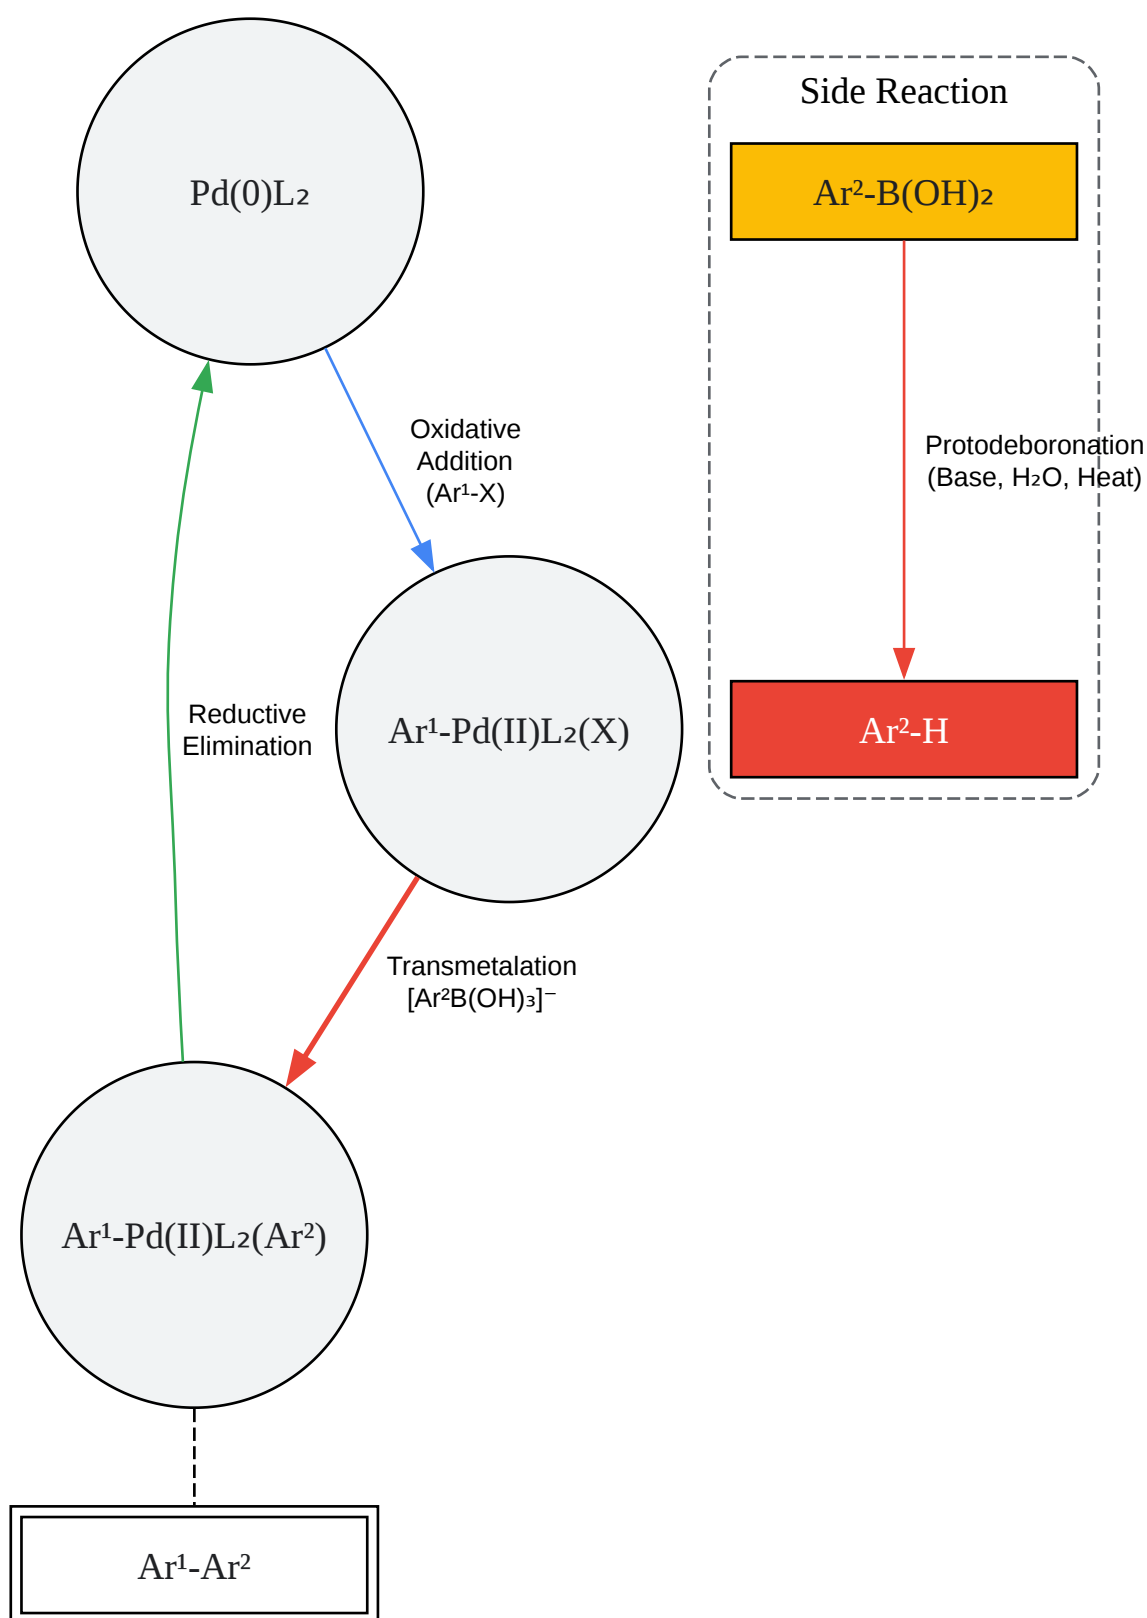 Side Reaction
Pd(0)L₂
Ar²-B(OH)₂
Oxidative
Addition
(Ar¹-X)
Protodeboronation
(Base, H₂O, Heat)
Reductive
Elimination
Ar¹-Pd(II)L₂(X)
Ar²-H
Transmetalation
[Ar²B(OH)₃]⁻
Ar¹-Pd(II)L₂(Ar²)
Ar¹-Ar²